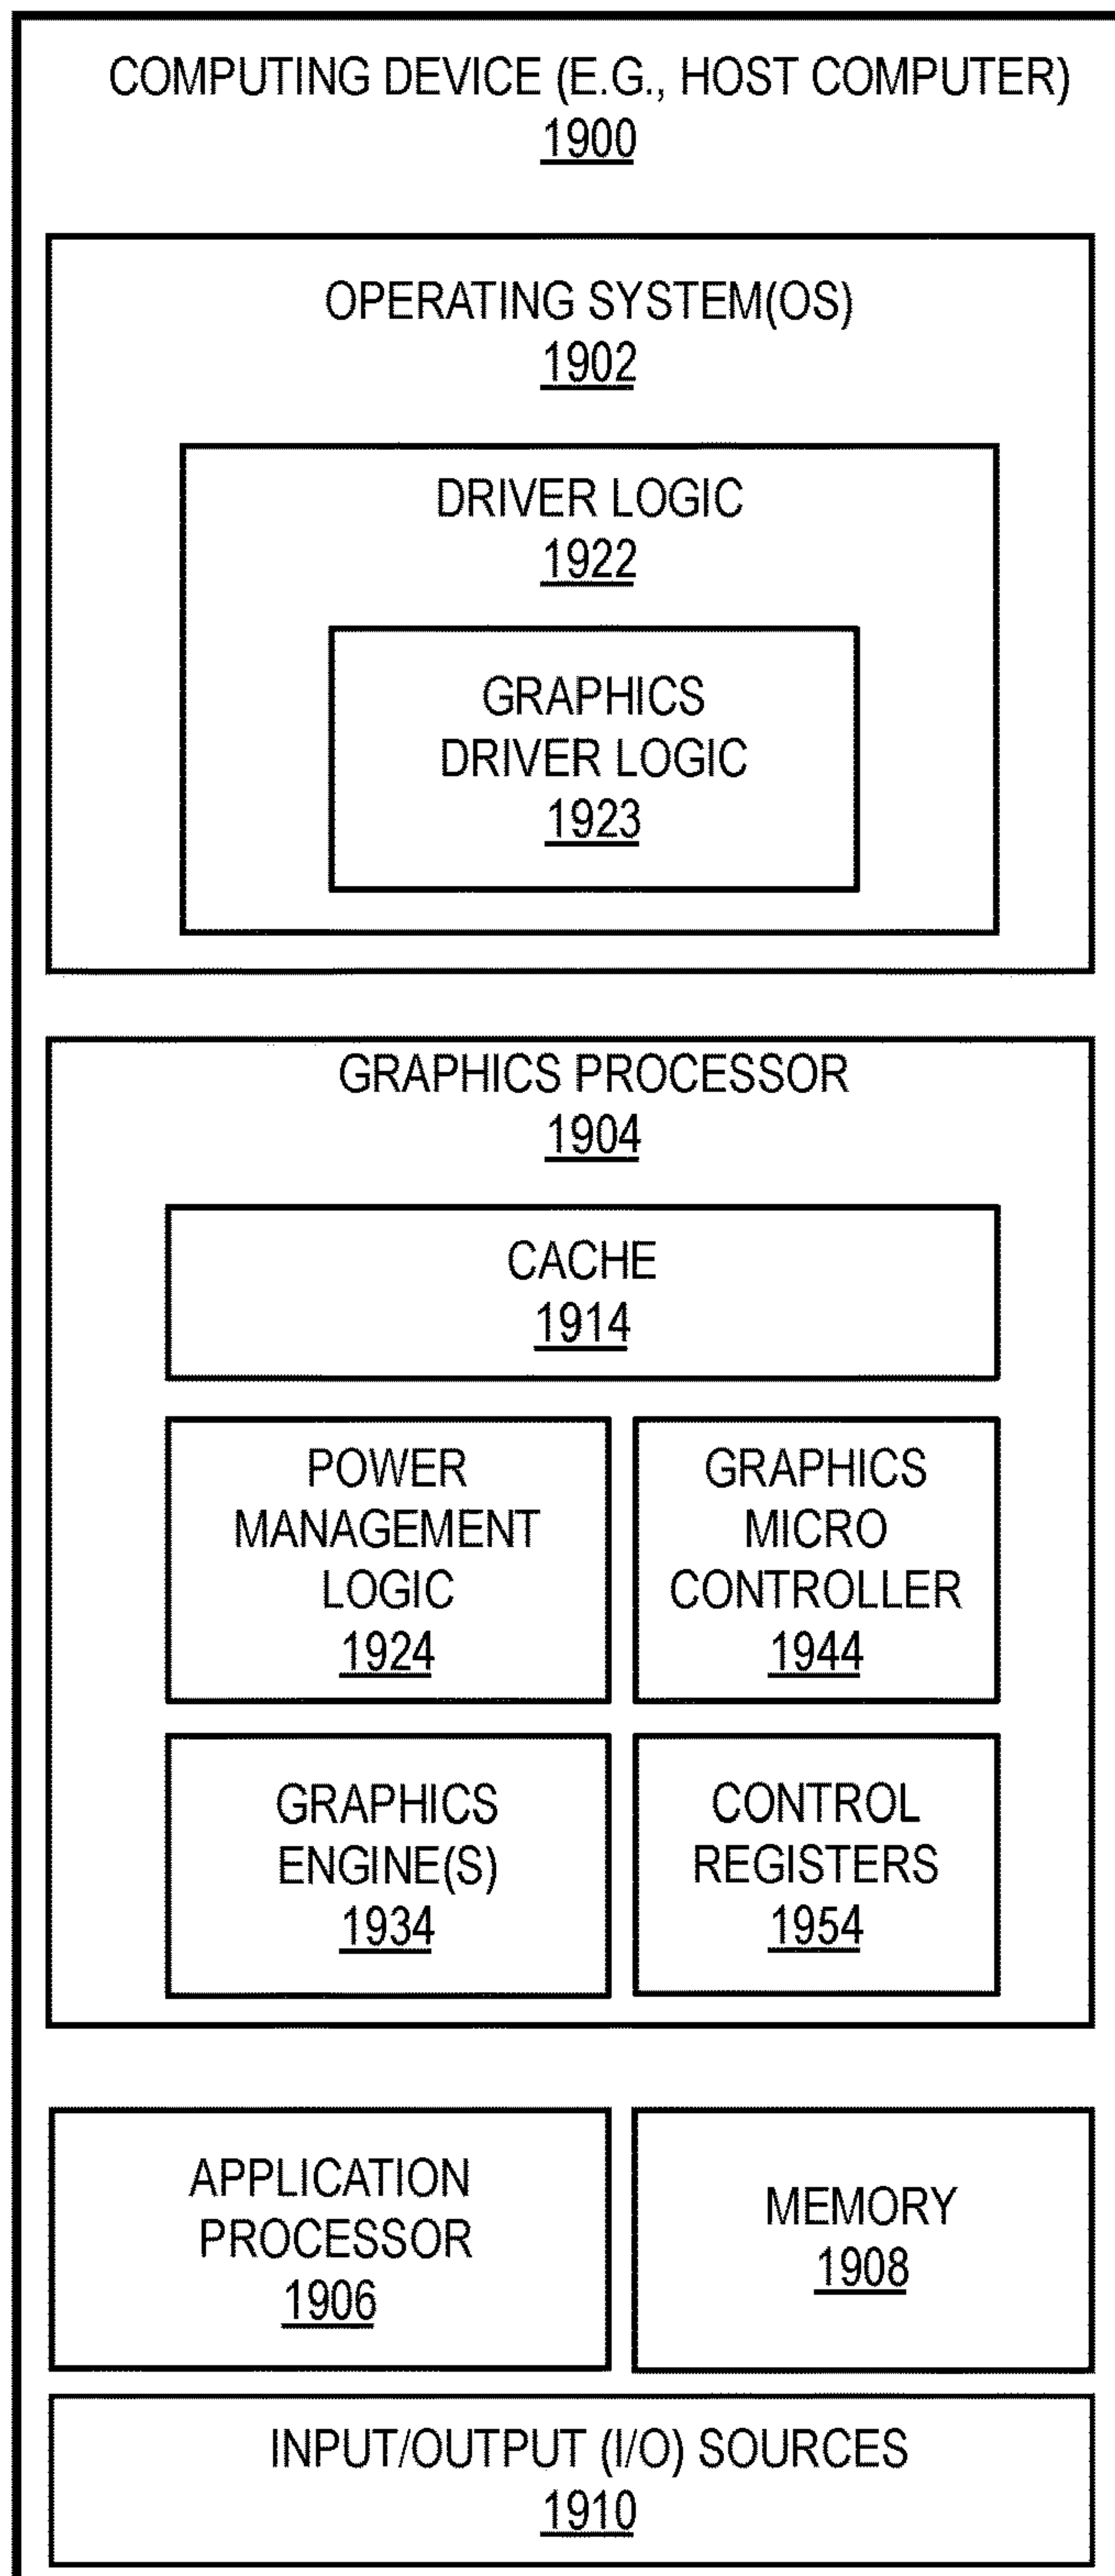 COMPUTING DEVICE (E.G., HOST COMPUTER)
1900
OPERATING SYSTEM(OS)
1902
DRIVER LOGIC
1922
GRAPHICS
DRIVER LOGIC
1923
GRAPHICS PROCESSOR
1904
CACHE
1914
POWER
MANAGEMENT
LOGIC
1924
GRAPHICS
MICRO
CONTROLLER
1944
GRAPHICS
ENGINE(S)
1934
CONTROL
REGISTERS
1954
APPLICATION
PROCESSOR
1906
MEMORY
1908
INPUT/OUTPUT (I/O) SOURCES
1910